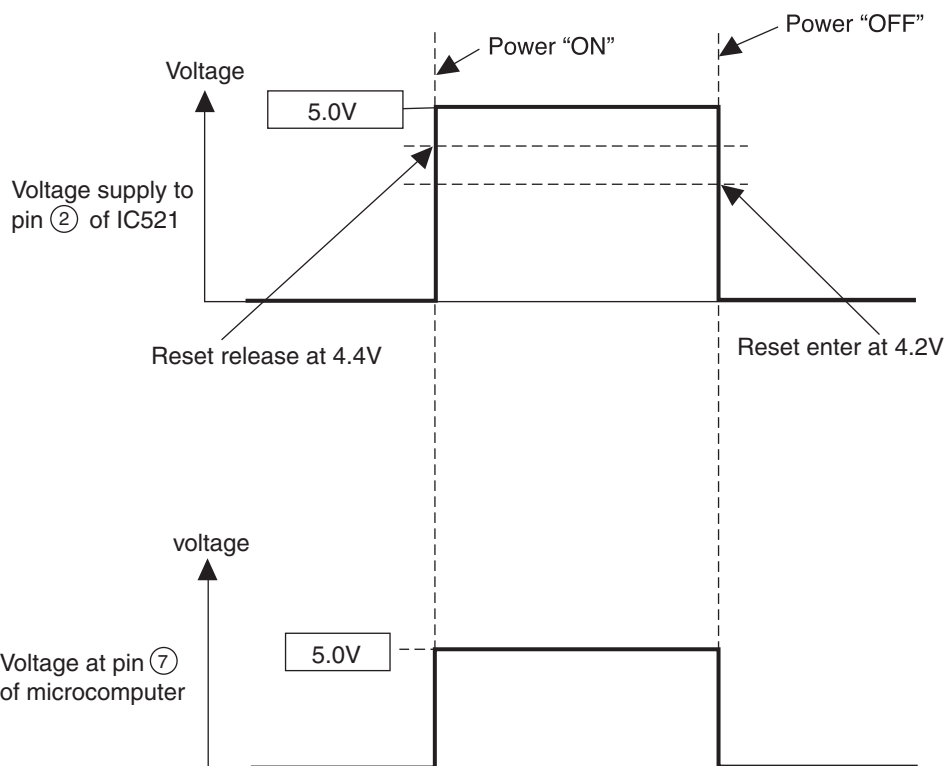 Power “OFF”
Power “ON”
Voltage
5.0V
Voltage supply to
pin 2 of IC521
Reset release at 4.4V
Reset enter at 4.2V
voltage
5.0V
Voltage at pin 7
of microcomputer